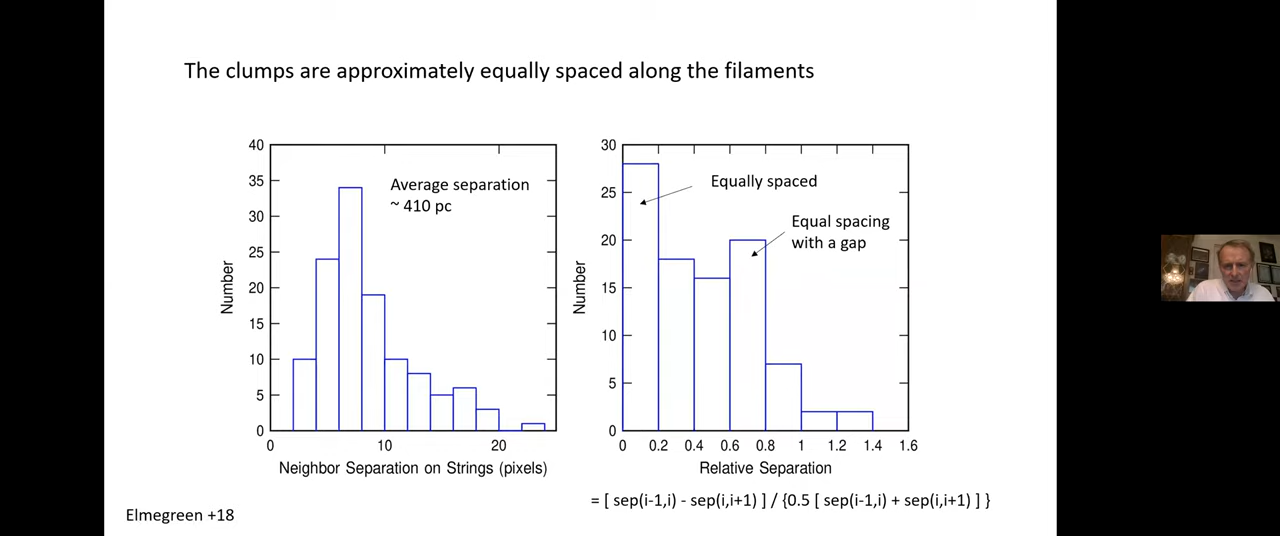 The clumps are approximately equally spaced along the filaments
40
35
30
25
20
15
10
5
0
Number
Average separation
~ 410 pc
0
10
20
Neighbor Separation on Strings (pixels)
30
25
20
15
10
5
0
Number
Equally spaced
Equal spacing
with a gap
0
0.2
0.4
0.6
0.8
1
1.2
1.4
1.6
Relative Separation
= [ sep(i-1,i) - sep(i,i+1) ] / {0.5 [ sep(i-1,i) + sep(i,i+1) ] }
Elmegreen +18